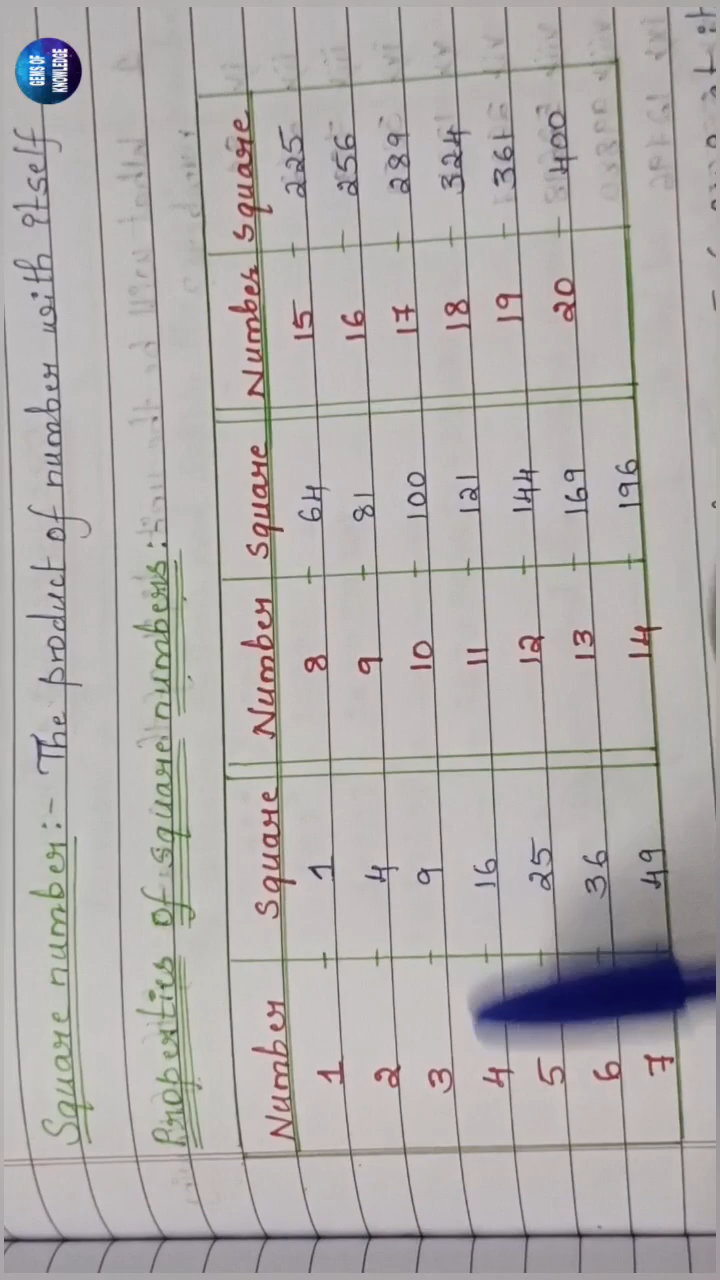 GEMS OF
KNOWLEDGE
Square number:- The product of number with itself
Properties of square numbers:
Number Square Number Square Number Square
1 1 8 64 15 225
2 4 9 81 16 256
3 9 10 100 17 289
4 16 11 121 18 324
5 25 12 144 19 361
6 36 13 169 20 400
7 49 14 196